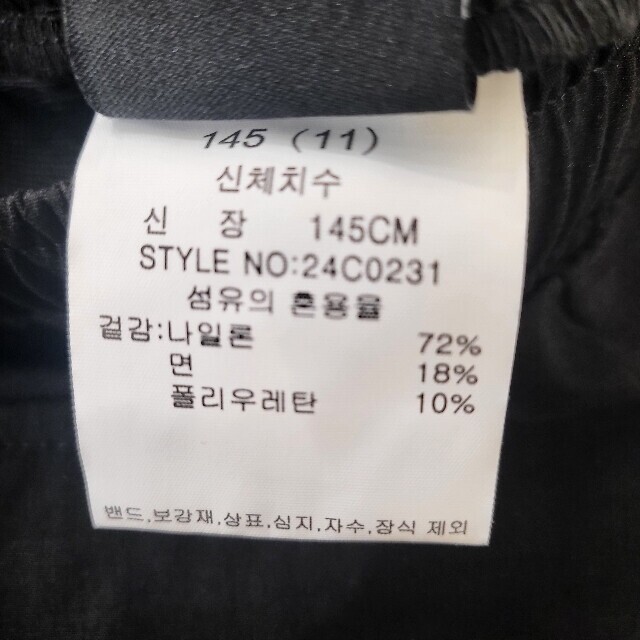 145 (11)
신체치수
신 장 145CM
STYLE NO:24C0231
섬유의 혼용율
겉감:나일론 72%
면 18%
폴리우레탄 10%
밴드,보강재,상표,심지,자수,장식 제외